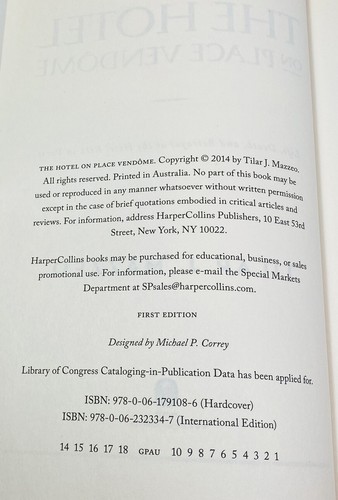 THE HOTEL
ON PLACE VENDÔME
THE HOTEL ON PLACE VENDÔME. Copyright © 2014 by Tilar J. Mazzeo.
All rights reserved. Printed in Australia. No part of this book may be
used or reproduced in any manner whatsoever without written permission
except in the case of brief quotations embodied in critical articles and
reviews. For information, address HarperCollins Publishers, 10 East 53rd
Street, New York, NY 10022.
HarperCollins books may be purchased for educational, business, or sales
promotional use. For information, please e-mail the Special Markets
Department at SPsales@harpercollins.com.
FIRST EDITION
Designed by Michael P. Correy
Library of Congress Cataloging-in-Publication Data has been applied for.
ISBN: 978-0-06-179108-6 (Hardcover)
ISBN: 978-0-06-232334-7 (International Edition)
14 15 16 17 18 GPAU 10 9 8 7 6 5 4 3 2 1